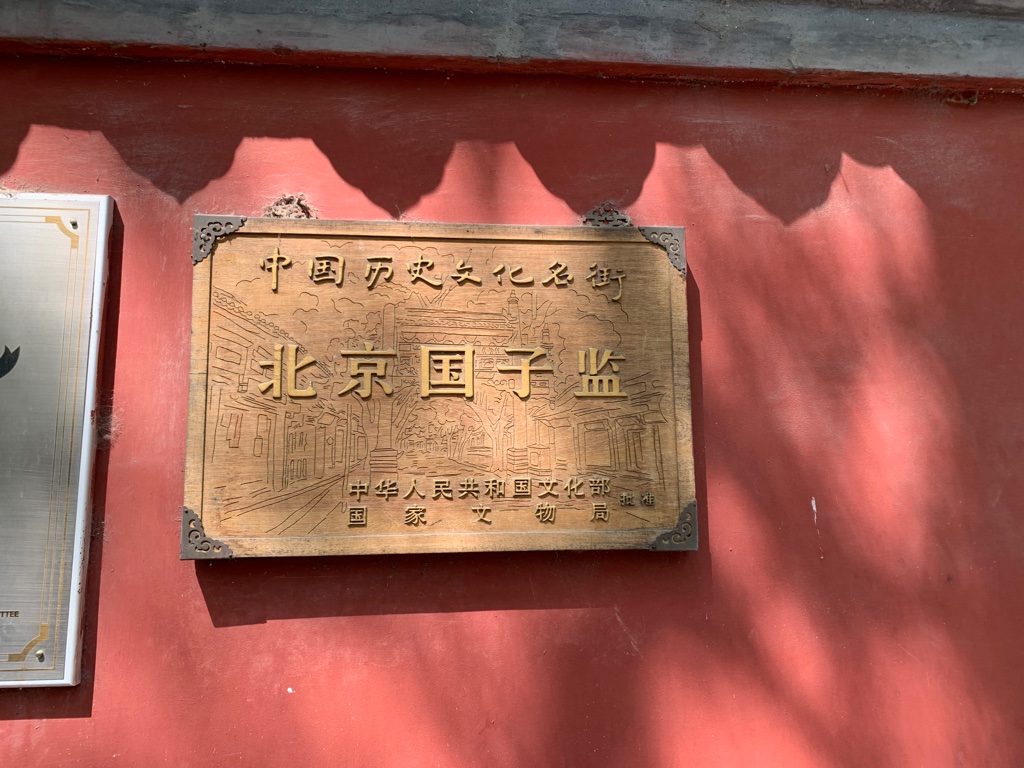 中国历史文化名街
北京国子监
中华人民共和国文化部
国家文物局
批准
TTEE